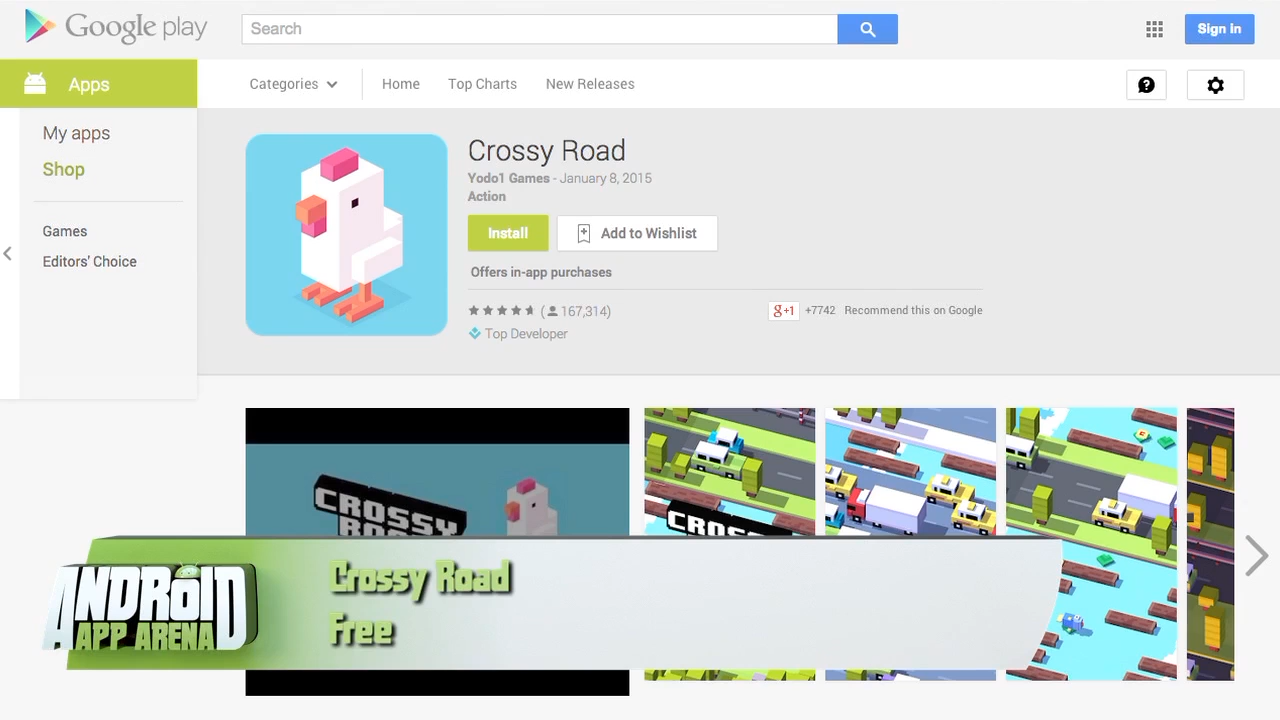 Google play
Search
Sign in
Apps
Categories
Home
Top Charts
New Releases
My apps
Shop
Games
Editors' Choice
Crossy Road
Yodo1 Games - January 8, 2015
Action
Install
Add to Wishlist
Offers in-app purchases
(167,314)
g+1 +7742 Recommend this on Google
Top Developer
CROSSY
ROAD
CROSSY
ANDROID
APP ARENA
Crossy Road
Free